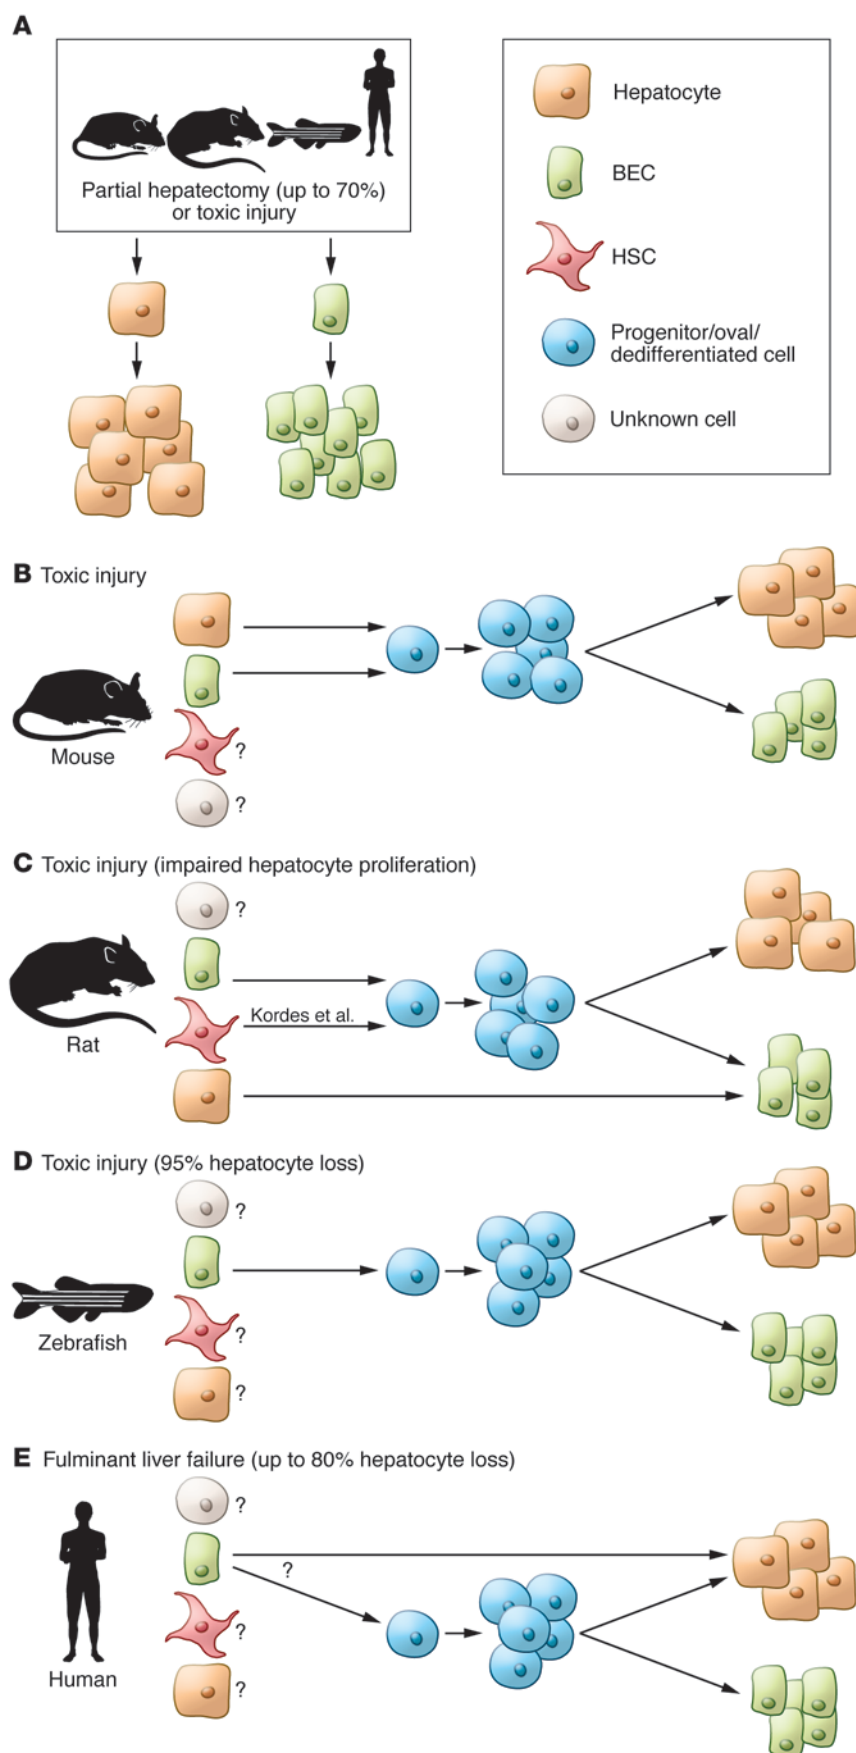 A
Partial hepatectomy (up to 70%)
or toxic injury
Hepatocyte
BEC
HSC
Progenitor/oval/
dedifferentiated cell
Unknown cell
B Toxic injury
Mouse
?
?
C Toxic injury (impaired hepatocyte proliferation)
?
Kordes et al.
Rat
D Toxic injury (95% hepatocyte loss)
?
?
Zebrafish
?
E Fulminant liver failure (up to 80% hepatocyte loss)
?
?
?
Human
?